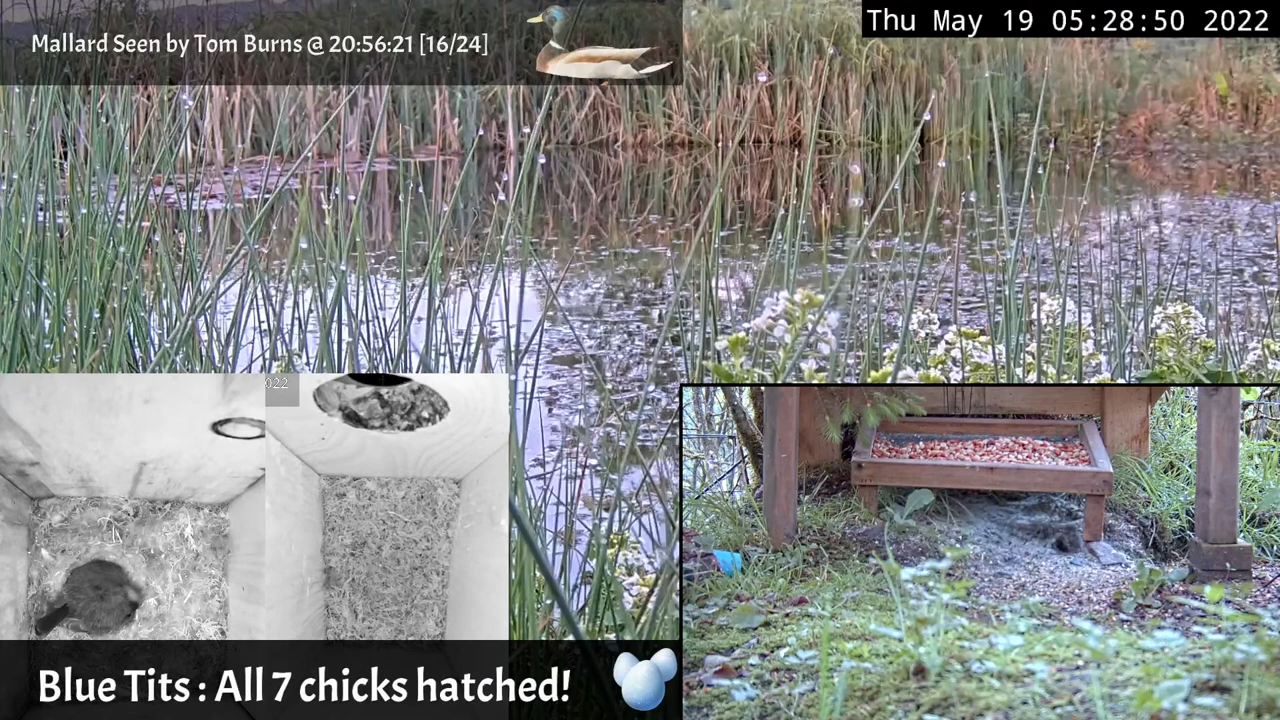 Mallard Seen by Tom Burns @ 20:56:21 [16/24]
Thu May 19 05:28:50 2022
022
Blue Tits : All 7 chicks hatched!